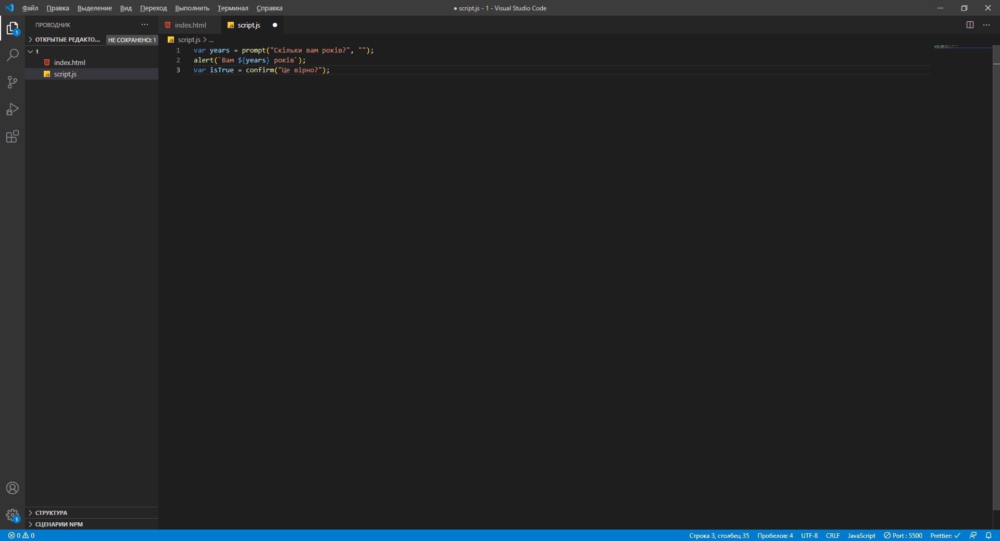 Файл Правка Выделение Вид Переход Выполнить Терминал Справка
● script.js - 1 - Visual Studio Code
ПРОВОДНИК
ОТКРЫТЫЕ РЕДАКТО... НЕ СОХРАНЕНО: 1
1
index.html
script.js
СТРУКТУРА
СЦЕНАРИИ NPM
index.html script.js
script.js > ...
1 var years = prompt("Скільки вам років?", "");
2 alert(`Вам ${years} років`);
3 var isTrue = confirm("Це вірно?");
1
1
0 0
Строка 3, столбец 35 Пробелов: 4 UTF-8 CRLF JavaScript Port : 5500 Prettier: ✓